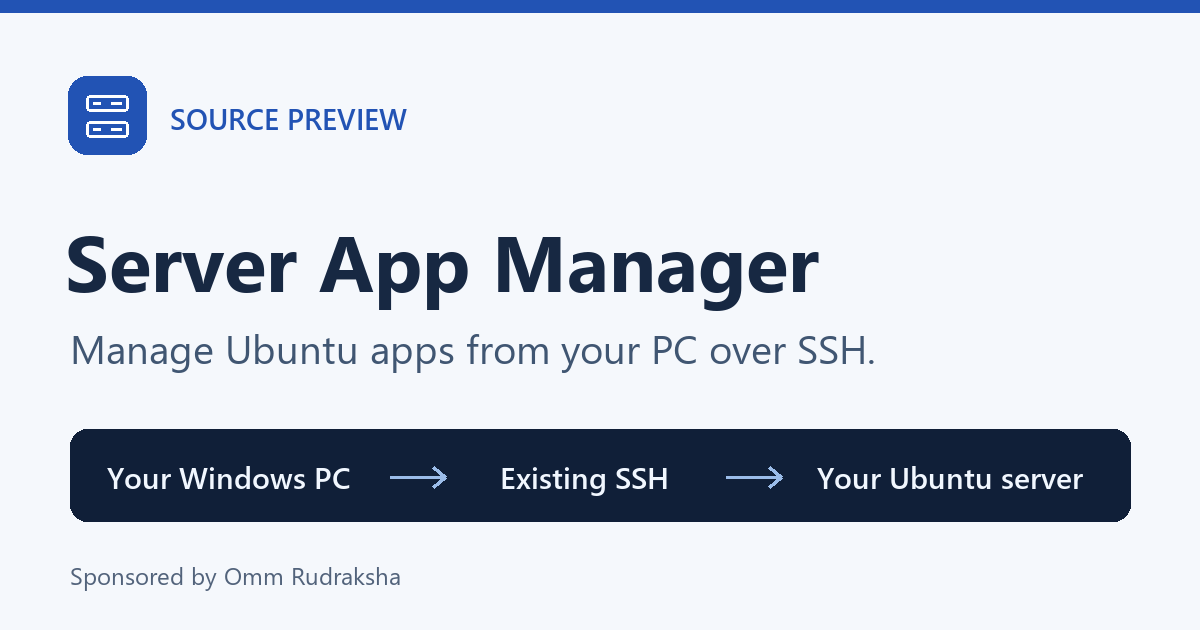 SOURCE PREVIEW
Server App Manager
Manage Ubuntu apps from your PC over SSH.
Your Windows PC → Existing SSH → Your Ubuntu server
Sponsored by Omm Rudraksha